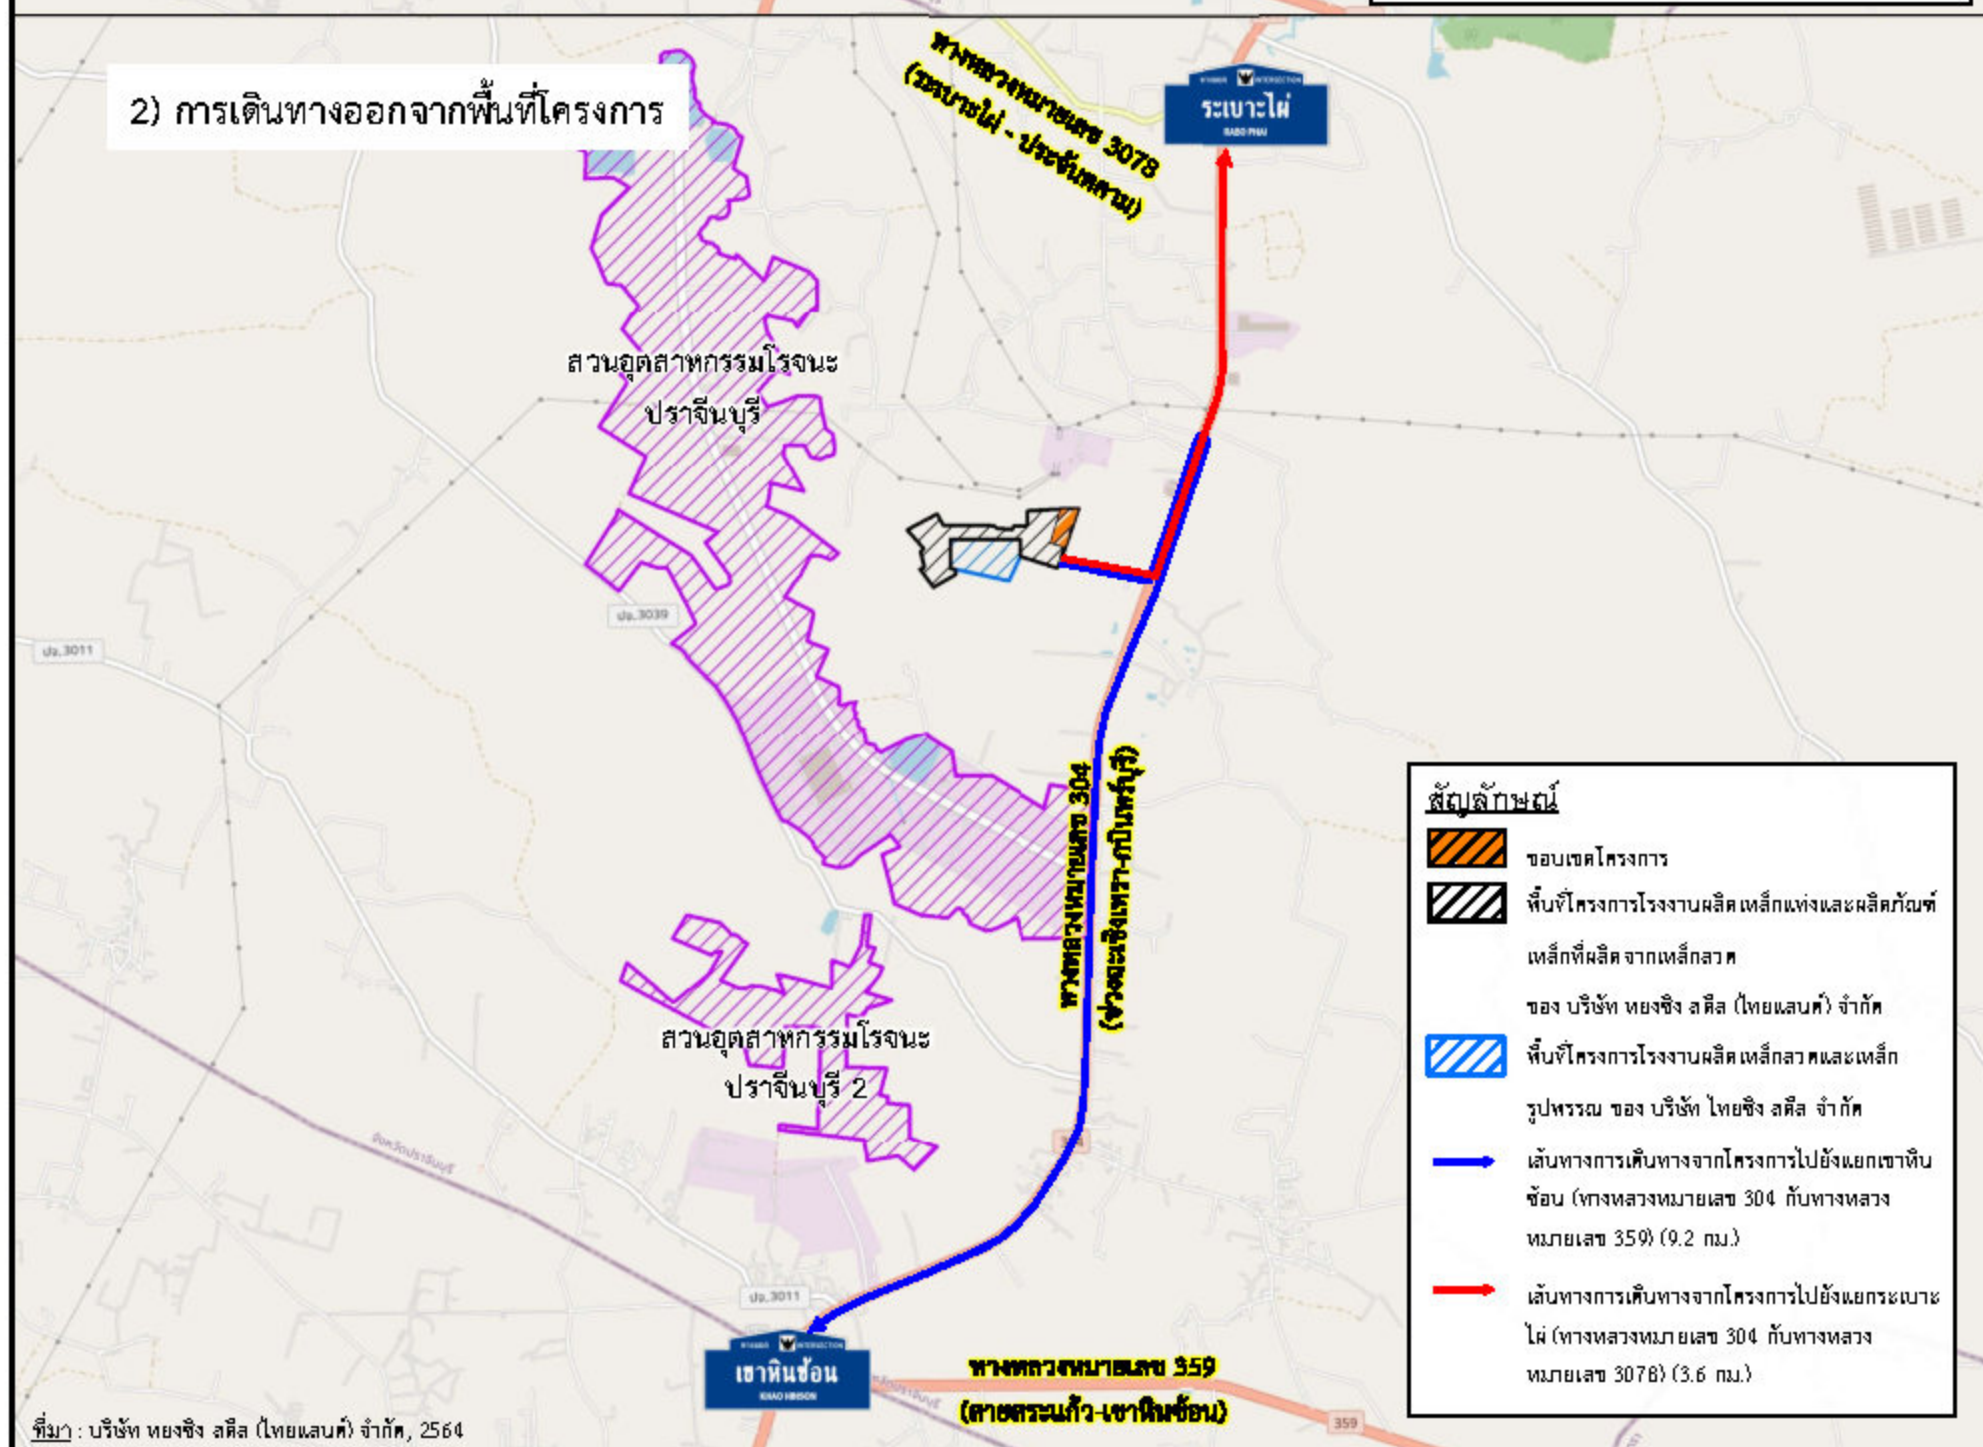 2) การเดินทางออกจากพื้นที่โครงการ
ทางหลวงหมายเลข 3078
(ระเบาะไผ่ - ประจันตคาม)
INTERSECTION
ระเบาะไผ่
RABO PHAI
สวนอุตสาหกรรมโรจนะ
ปราจีนบุรี
ปจ.3039
ปจ.3011
ทางหลวงหมายเลข 304
(ช่วงฉะเชิงเทรา-กบินทร์บุรี)
สวนอุตสาหกรรมโรจนะ
ปราจีนบุรี 2
จังหวัดปราจีนบุรี
ปจ.3011
INTERSECTION
เขาหินซ้อน
KHAO HINSON
ทางหลวงหมายเลข 359
(สายสระแก้ว-เขาหินซ้อน)
359
สัญลักษณ์
ขอบเขตโครงการ
พื้นที่โครงการโรงงานผลิตเหล็กแท่งและผลิตภัณฑ์
เหล็กที่ผลิตจากเหล็กลวด
ของ บริษัท หยงชิง สตีล (ไทยแลนด์) จำกัด
พื้นที่โครงการโรงงานผลิตเหล็กลวดและเหล็ก
รูปพรรณ ของ บริษัท ไทยชิง สตีล จำกัด
เส้นทางการเดินทางจากโครงการไปยังแยกเขาหิน
ซ้อน (ทางหลวงหมายเลข 304 กับทางหลวง
หมายเลข 359) (9.2 กม.)
เส้นทางการเดินทางจากโครงการไปยังแยกระเบาะ
ไผ่ (ทางหลวงหมายเลข 304 กับทางหลวง
หมายเลข 3078) (3.6 กม.)
ที่มา : บริษัท หยงชิง สตีล (ไทยแลนด์) จำกัด, 2564